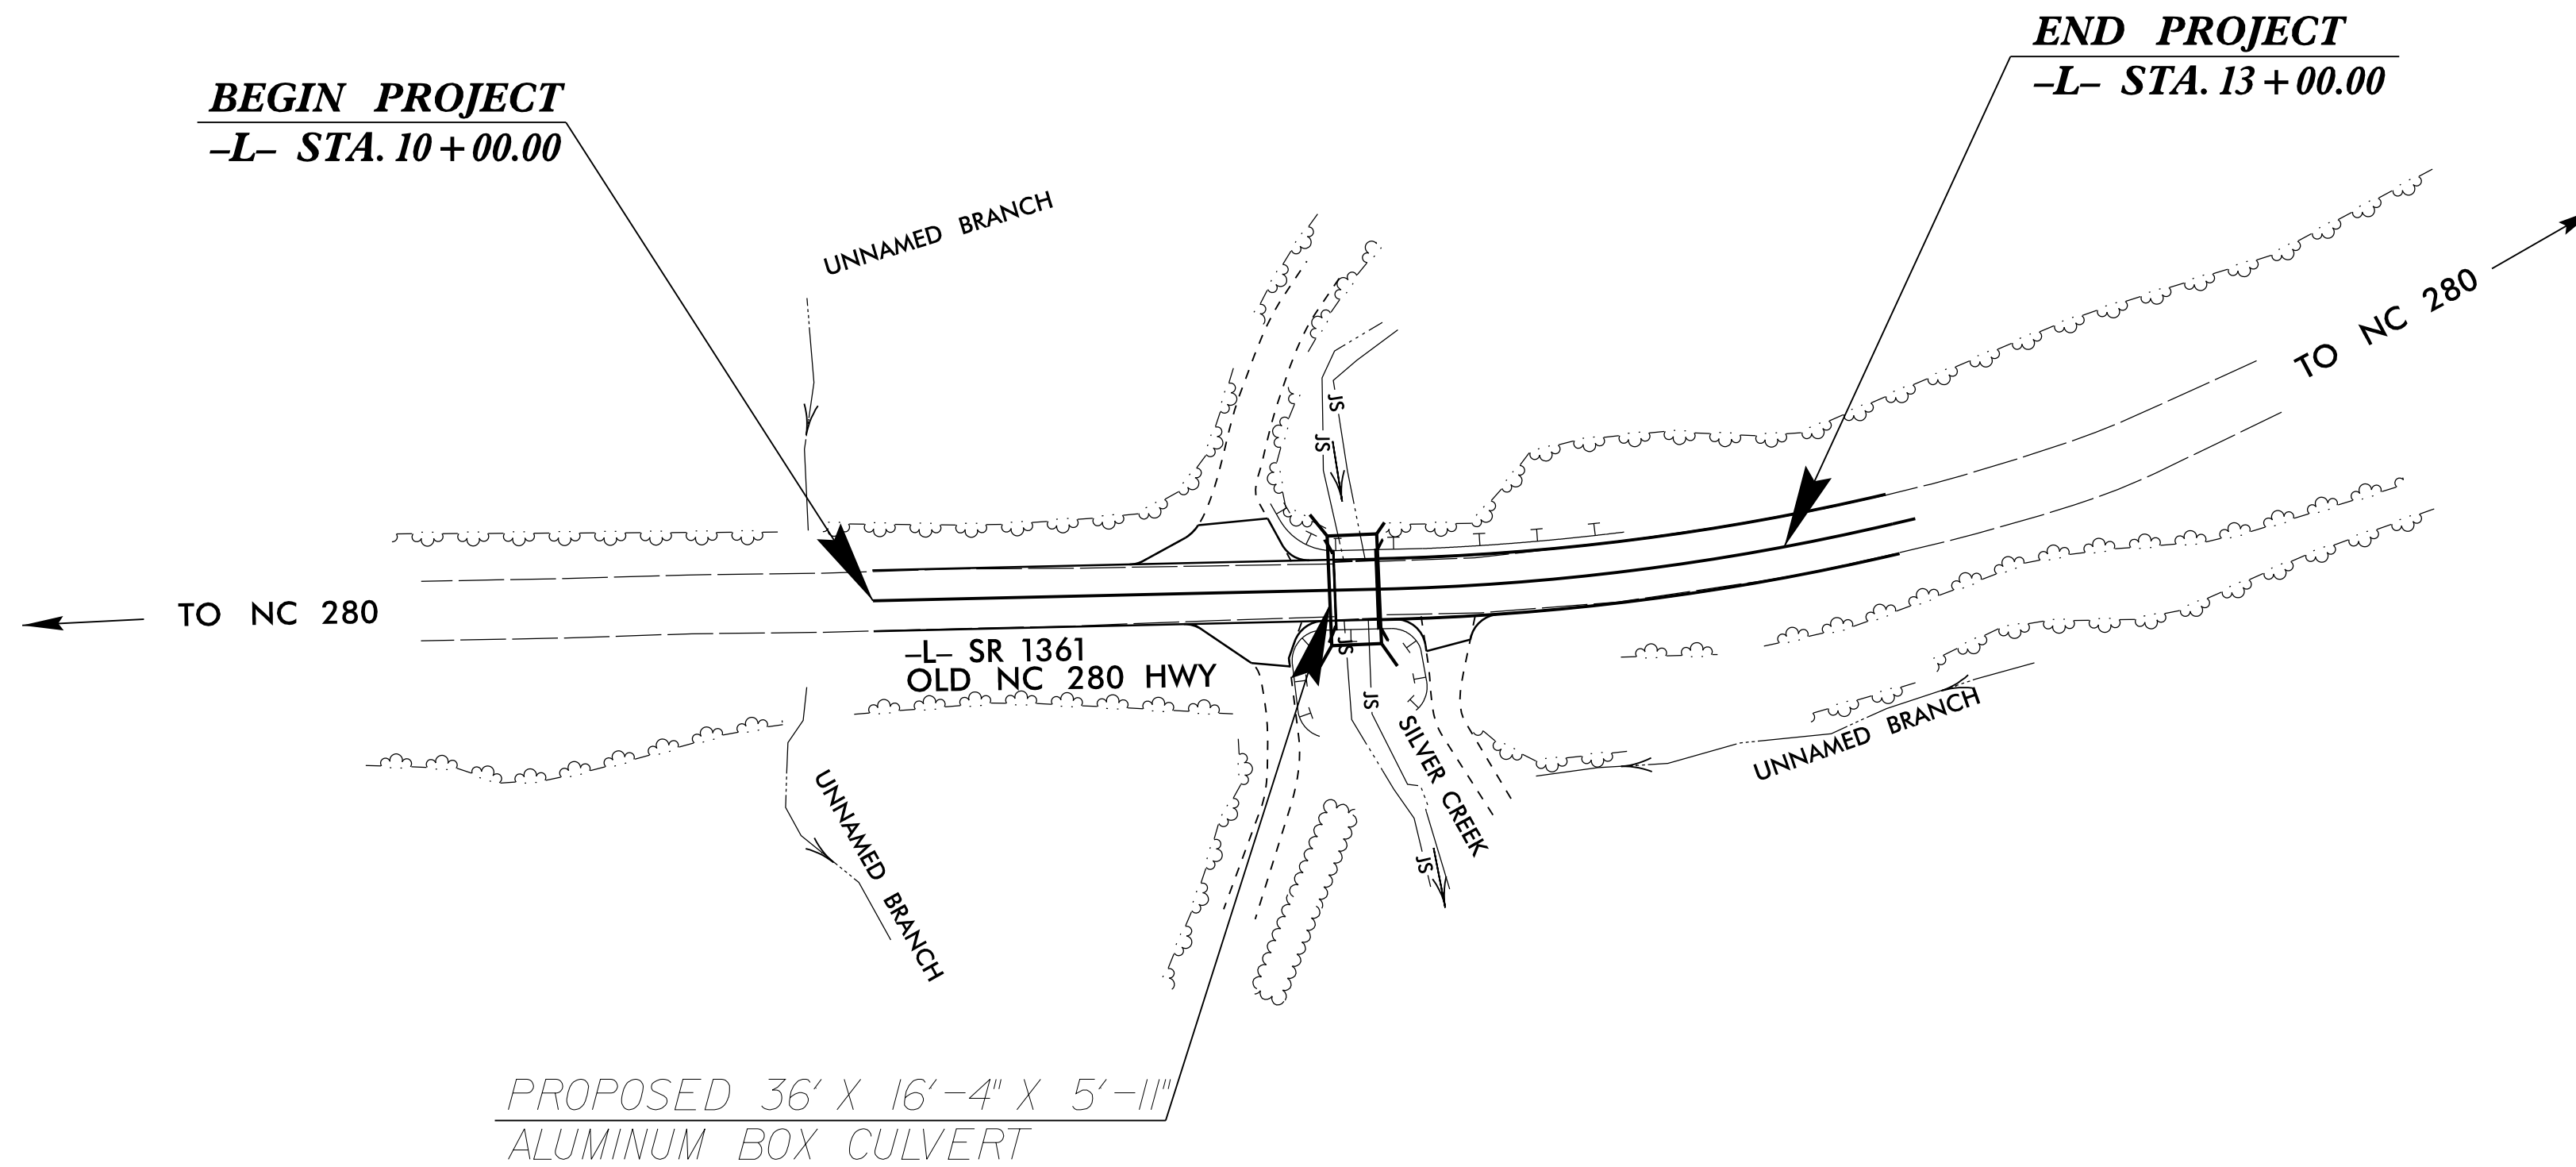 END PROJECT
–L– STA. 13+00.00
BEGIN PROJECT
–L– STA. 10+00.00
UNNAMED BRANCH
TO NC 280
JS
JS
TO NC 280
–L– SR 1361
OLD NC 280 HWY
JS
JS
SILVER CREEK
UNNAMED BRANCH
UNNAMED BRANCH
JS
PROPOSED 36' X 16'-4" X 5'-11"
ALUMINUM BOX CULVERT